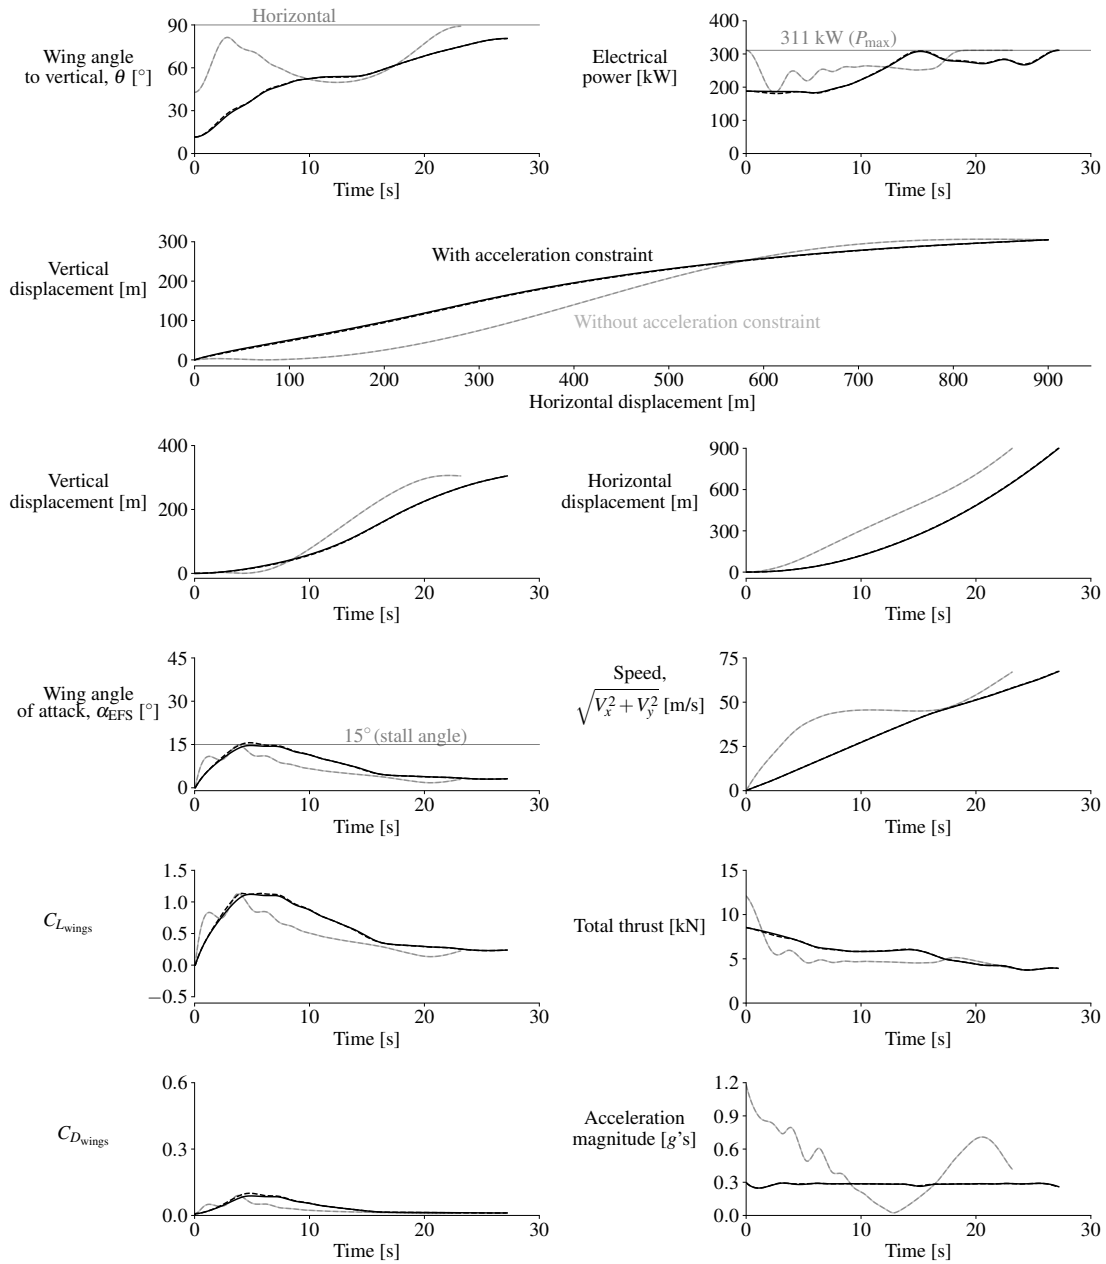 Wing angle
to vertical, θ [°]
90
60
30
0
Horizontal
0 10 20 30
Time [s]
Electrical
power [kW]
400
300
200
100
0
311 kW (Pmax)
0 10 20 30
Time [s]
Vertical
displacement [m]
300
200
100
0
With acceleration constraint
Without acceleration constraint
0 100 200 300 400 500 600 700 800 900
Horizontal displacement [m]
Vertical
displacement [m]
400
200
0
0 10 20 30
Time [s]
Horizontal
displacement [m]
900
600
300
0
0 10 20 30
Time [s]
Wing angle
of attack, αEFS [°]
45
30
15
0
15° (stall angle)
0 10 20 30
Time [s]
Speed,
√(Vx² + Vy²) [m/s]
75
50
25
0
0 10 20 30
Time [s]
CLwings
1.5
1.0
0.5
0.0
−0.5
0 10 20 30
Time [s]
Total thrust [kN]
15
10
5
0
0 10 20 30
Time [s]
CDwings
0.6
0.3
0.0
0 10 20 30
Time [s]
Acceleration
magnitude [g's]
1.2
0.9
0.6
0.3
0.0
0 10 20 30
Time [s]